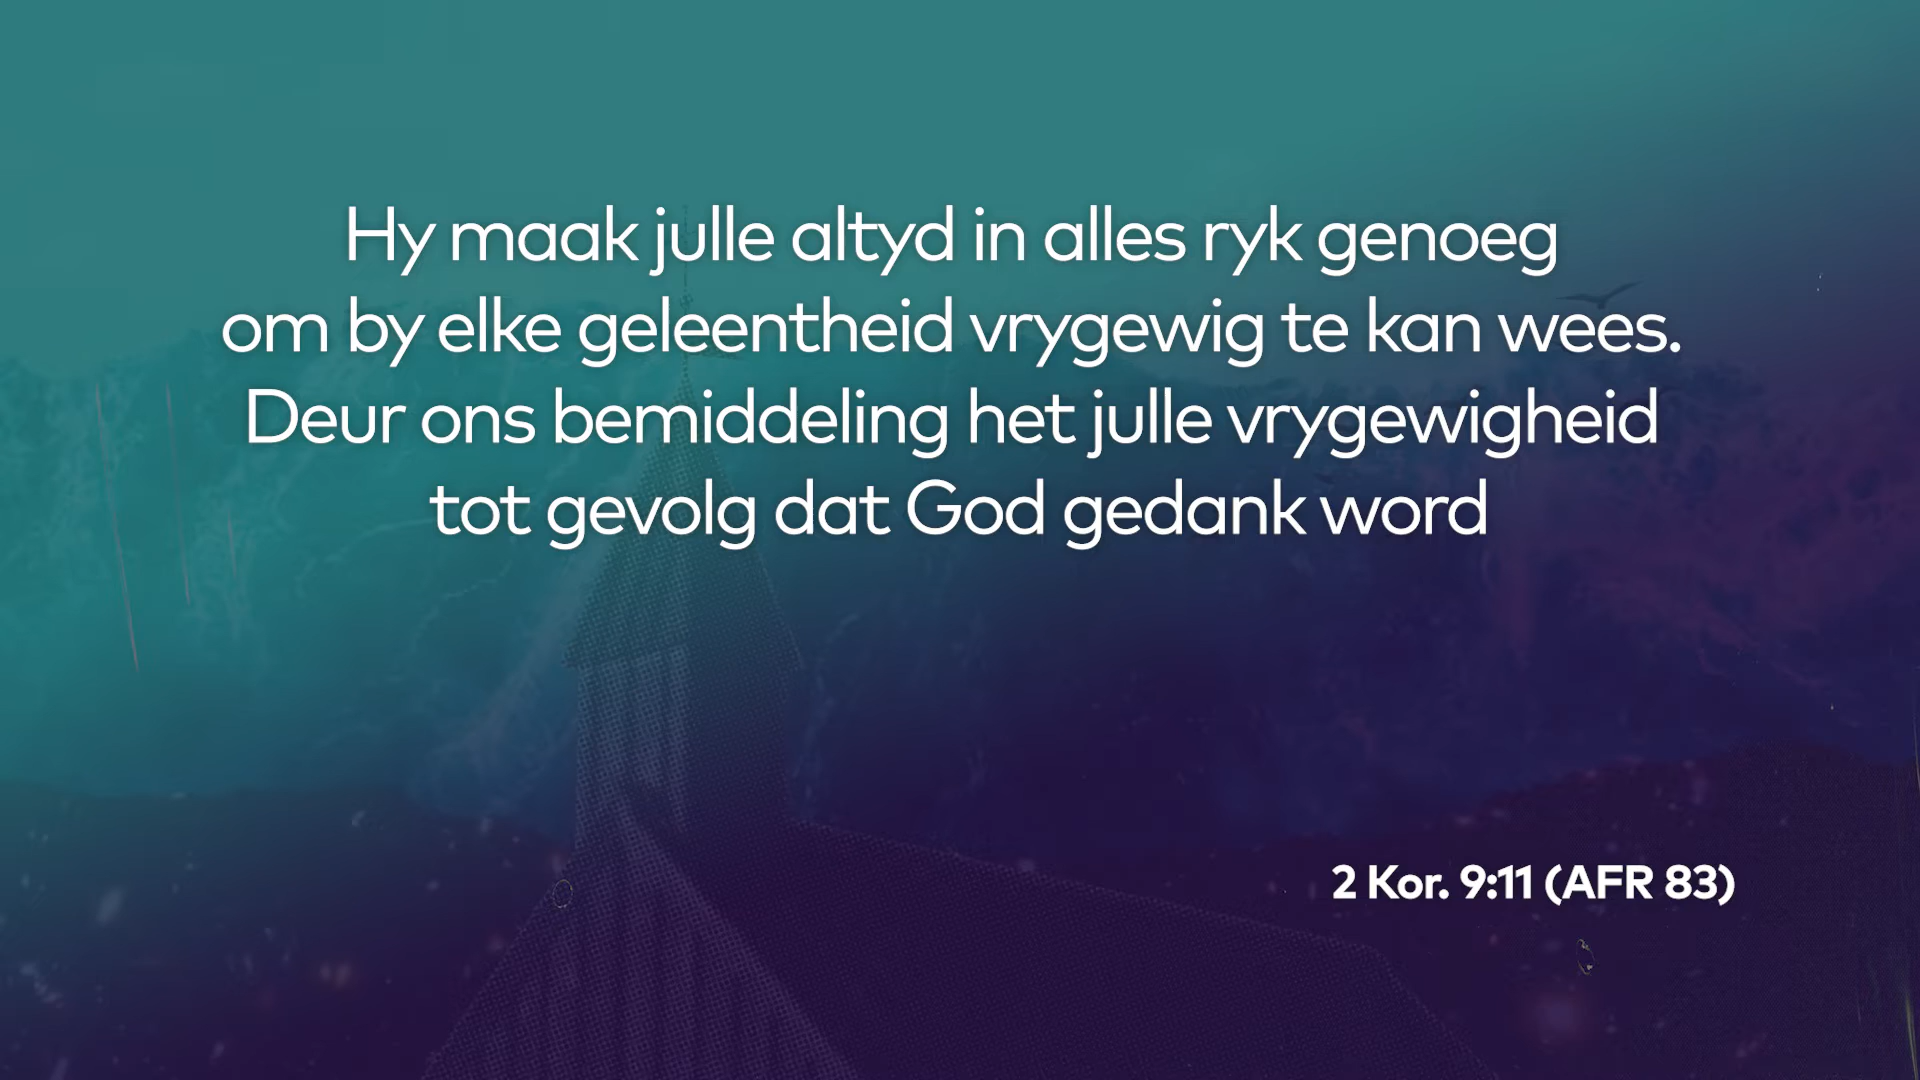 Hy maak julle altyd in alles ryk genoeg
om by elke geleentheid vrygewig te kan wees.
Deur ons bemiddeling het julle vrygewigheid
tot gevolg dat God gedank word
2 Kor. 9:11 (AFR 83)